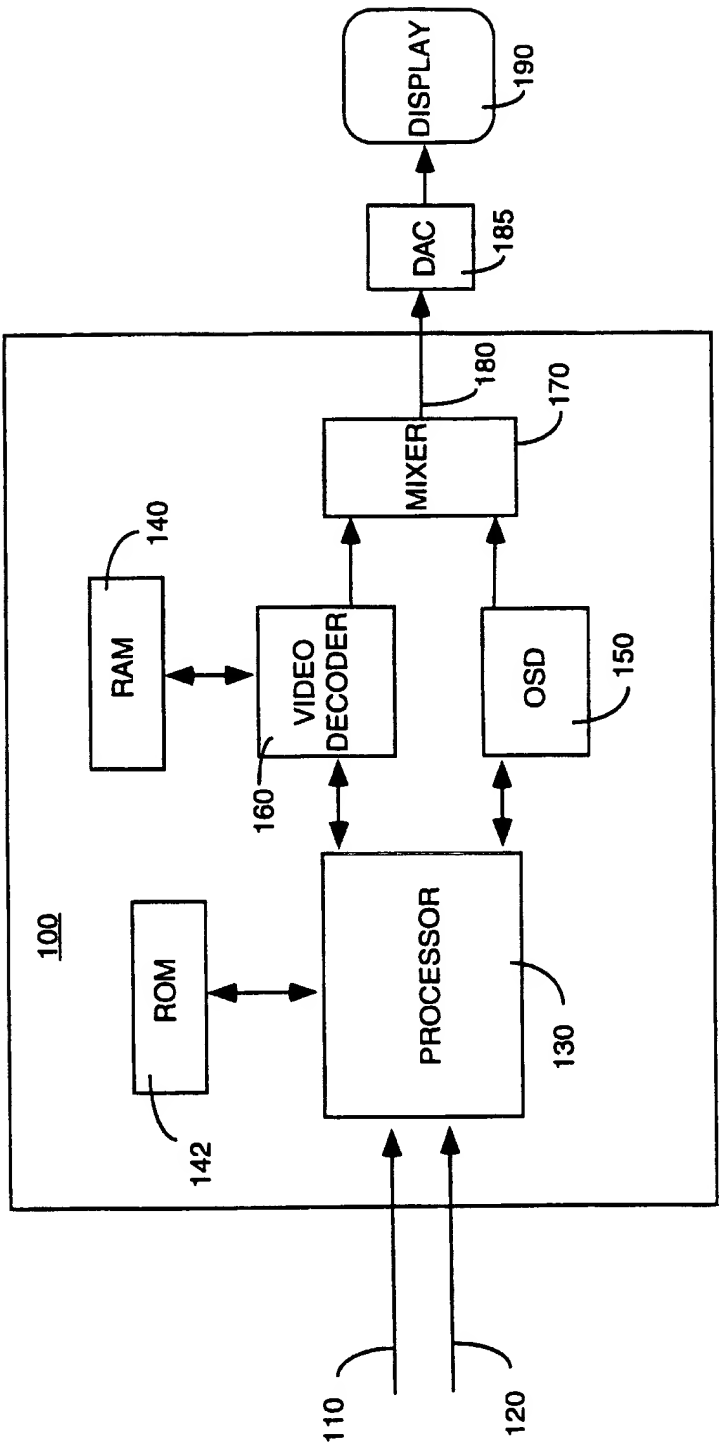 100
142
ROM
140
RAM
110
120
PROCESSOR
130
160
VIDEO
DECODER
OSD
150
MIXER
170
180
DAC
185
DISPLAY
190